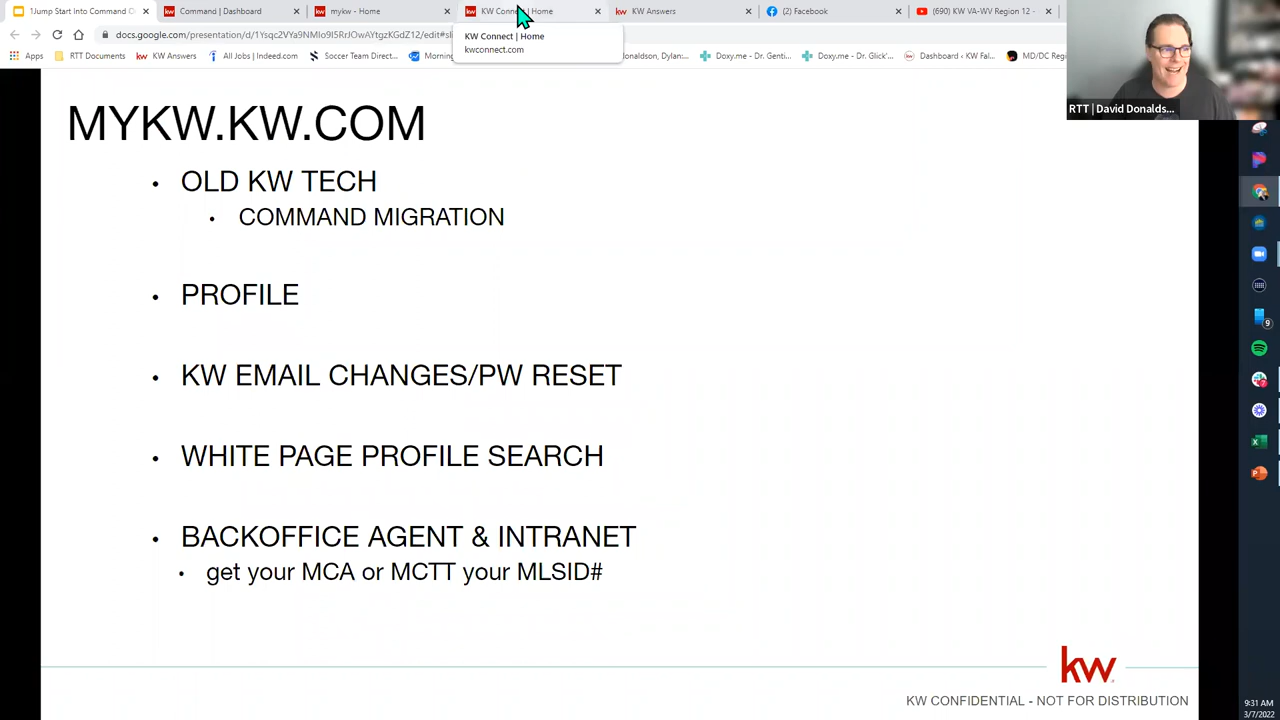 1Jump Start Into Command O
Command | Dashboard
mykw - Home
KW Connect | Home
KW Answers
(2) Facebook
(690) KW VA-WV Region 12 -
docs.google.com/presentation/d/1Ysqc2VYa9NMIo9I5RrJOwAYtgzKGdZ12/edit#sl
KW Connect | Home
kwconnect.com
Apps
RTT Documents
KW Answers
All Jobs | Indeed.com
Soccer Team Direct...
Morning
Donaldson, Dylan:...
Doxy.me - Dr. Genti...
Doxy.me - Dr. Glick'...
Dashboard ‹ KW Fal...
MD/DC Reg
RTT | David Donalds...
MYKW.KW.COM
• OLD KW TECH
• COMMAND MIGRATION
• PROFILE
• KW EMAIL CHANGES/PW RESET
• WHITE PAGE PROFILE SEARCH
• BACKOFFICE AGENT & INTRANET
• get your MCA or MCTT your MLSID#
9
kw
KW CONFIDENTIAL - NOT FOR DISTRIBUTION
9:31 AM
3/7/2022